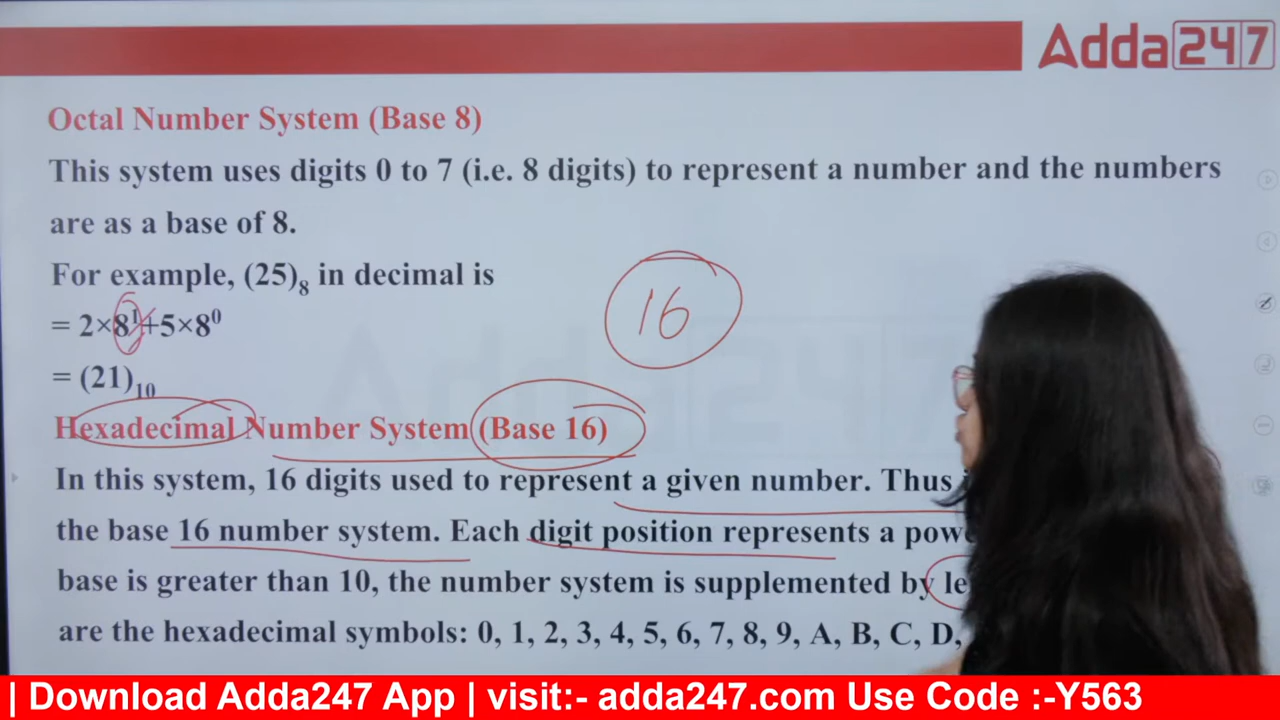 Adda247
Octal Number System (Base 8)
This system uses digits 0 to 7 (i.e. 8 digits) to represent a number and the numbers
are as a base of 8.
For example, (25)₈ in decimal is
= 2×8¹+5×8⁰
16
= (21)₁₀
Hexadecimal Number System (Base 16)
In this system, 16 digits used to represent a given number. Thus
the base 16 number system. Each digit position represents a
base is greater than 10, the number system is supplemented by
are the hexadecimal symbols: 0, 1, 2, 3, 4, 5, 6, 7, 8, 9, A, B, C, D,
| Download Adda247 App | visit:- adda247.com Use Code :-Y563